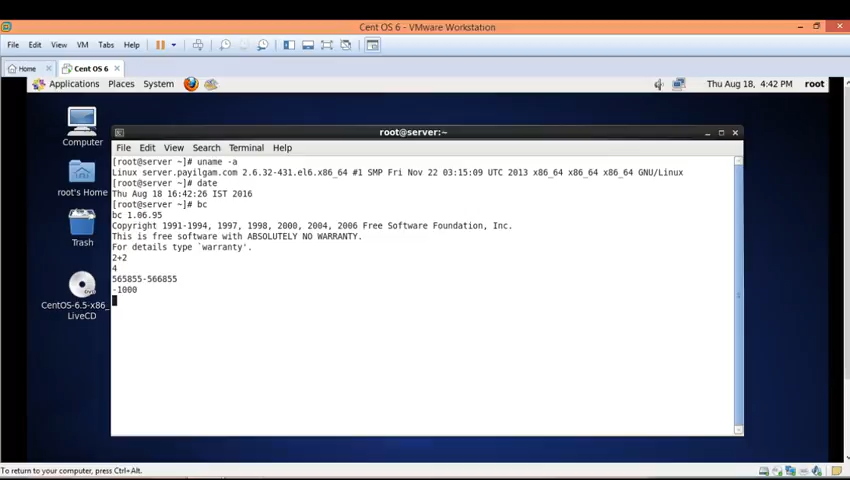 Cent OS 6 - VMware Workstation
File Edit View VM Tabs Help
Home Cent OS 6
Applications Places System Thu Aug 18, 4:42 PM root
root@server:~
File Edit View Search Terminal Help
[root@server ~]# uname -a
Linux server.payilgam.com 2.6.32-431.el6.x86_64 #1 SMP Fri Nov 22 03:15:09 UTC 2013 x86_64 x86_64 x86_64 GNU/Linux
[root@server ~]# date
Thu Aug 18 16:42:26 IST 2016
[root@server ~]# bc
bc 1.06.95
Copyright 1991-1994, 1997, 1998, 2000, 2004, 2006 Free Software Foundation, Inc.
This is free software with ABSOLUTELY NO WARRANTY.
For details type `warranty'.
2+2
4
565855-566855
-1000
Computer
root's Home
Trash
CentOS-6.5-x86_
LiveCD
To return to your computer, press Ctrl+Alt.